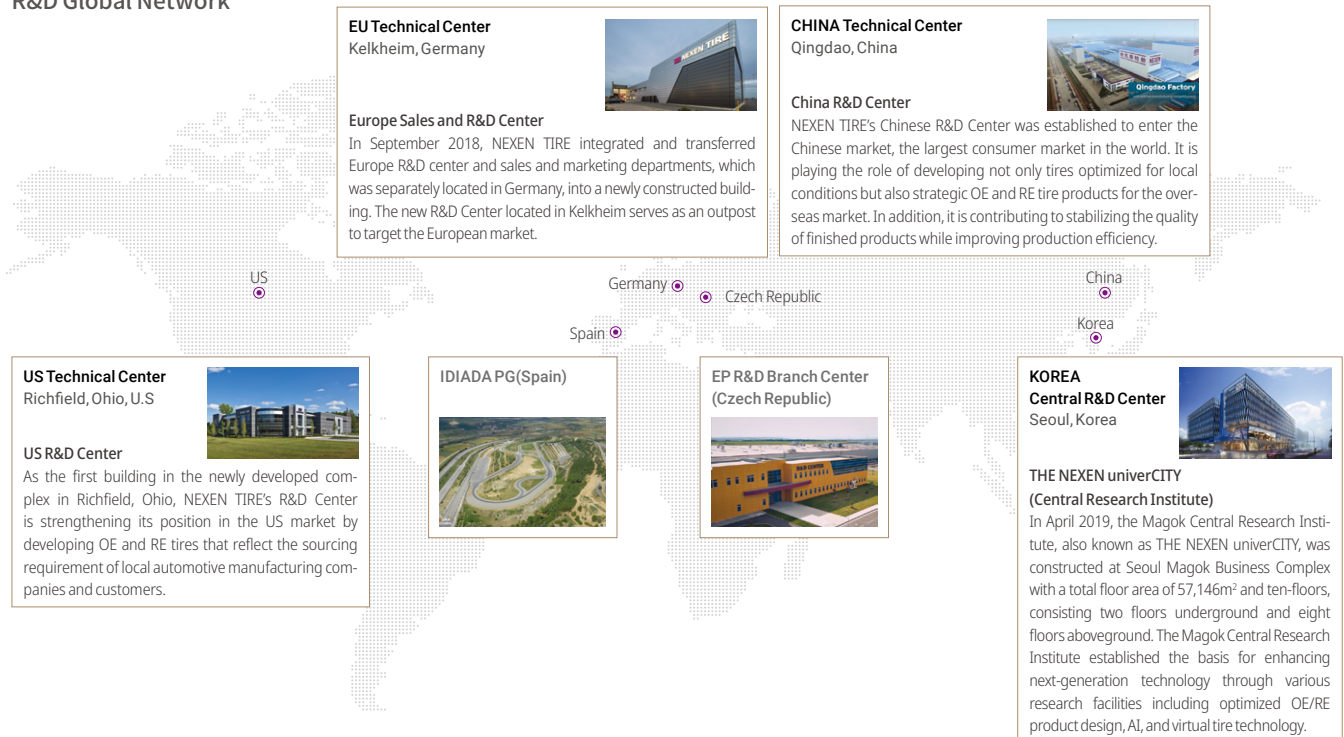 R&D Global Network
EU Technical Center
Kelkheim, Germany
NEXEN TIRE
Europe Sales and R&D Center
In September 2018, NEXEN TIRE integrated and transferred
Europe R&D center and sales and marketing departments, which
was separately located in Germany, into a newly constructed build-
ing. The new R&D Center located in Kelkheim serves as an outpost
to target the European market.
CHINA Technical Center
Qingdao, China
Qingdao Factory
China R&D Center
NEXEN TIRE's Chinese R&D Center was established to enter the
Chinese market, the largest consumer market in the world. It is
playing the role of developing not only tires optimized for local
conditions but also strategic OE and RE tire products for the over-
seas market. In addition, it is contributing to stabilizing the quality
of finished products while improving production efficiency.
US
Germany
Czech Republic
Spain
China
Korea
US Technical Center
Richfield, Ohio, U.S
US R&D Center
As the first building in the newly developed com-
plex in Richfield, Ohio, NEXEN TIRE's R&D Center
is strengthening its position in the US market by
developing OE and RE tires that reflect the sourcing
requirement of local automotive manufacturing com-
panies and customers.
IDIADA PG(Spain)
EP R&D Branch Center
(Czech Republic)
R&D CENTER
KOREA
Central R&D Center
Seoul, Korea
THE NEXEN univerCITY
(Central Research Institute)
In April 2019, the Magok Central Research Insti-
tute, also known as THE NEXEN univerCITY, was
constructed at Seoul Magok Business Complex
with a total floor area of 57,146m² and ten-floors,
consisting two floors underground and eight
floors aboveground. The Magok Central Research
Institute established the basis for enhancing
next-generation technology through various
research facilities including optimized OE/RE
product design, AI, and virtual tire technology.